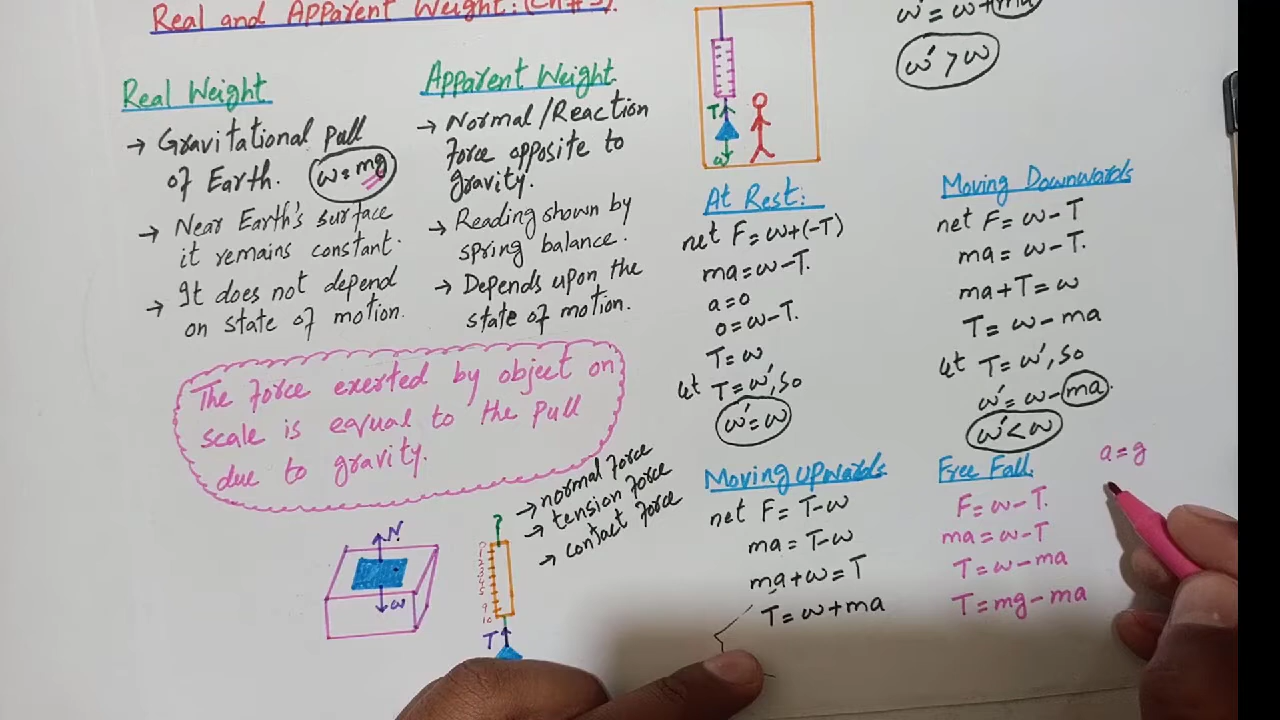 Real and Apparent Weight: (Ch # 3).
Real Weight
→ Gravitational pull
of Earth. w=mg
→ Near Earth's surface
it remains constant.
→ It does not depend
on state of motion.
Apparent Weight
→ Normal/Reaction
force opposite to
gravity.
→ Reading shown by
spring balance.
→ Depends upon the
state of motion.
The force exerted by object on
scale is equal to the pull
due to gravity.
N
w
→ normal force
→ tension force
→ contact force
T
T
w
w' = w+ma
w' > w
At Rest:
net F = w+(-T)
ma = w-T.
a=0
0 = w-T.
T = w
let T = w', so
w' = w
Moving upwards
net F = T-w
ma = T-w
ma+w = T
T = w+ma
Moving Downwards
net F = w-T
ma = w-T.
ma+T = w
T = w-ma
let T = w', so
w' = w-ma.
w' < w
Free Fall.
a=g
F = w-T.
ma = w-T
T = w-ma
T = mg-ma